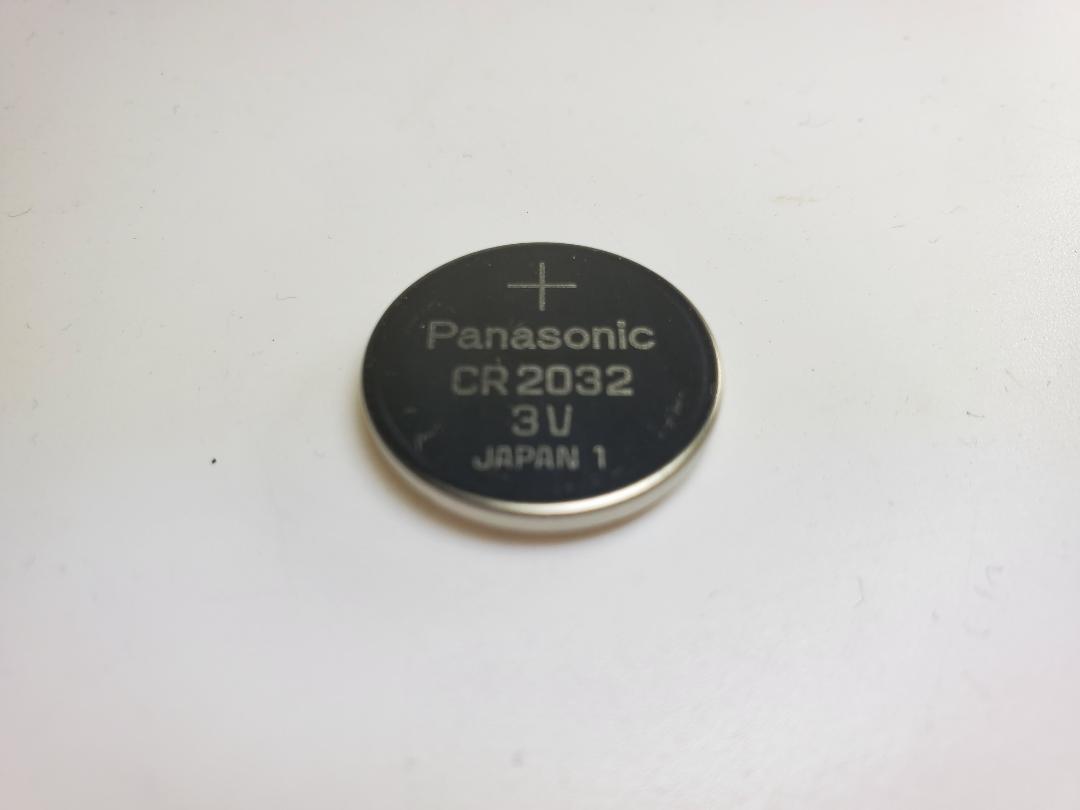 +
Panasonic
CR2032
3V
JAPAN 1